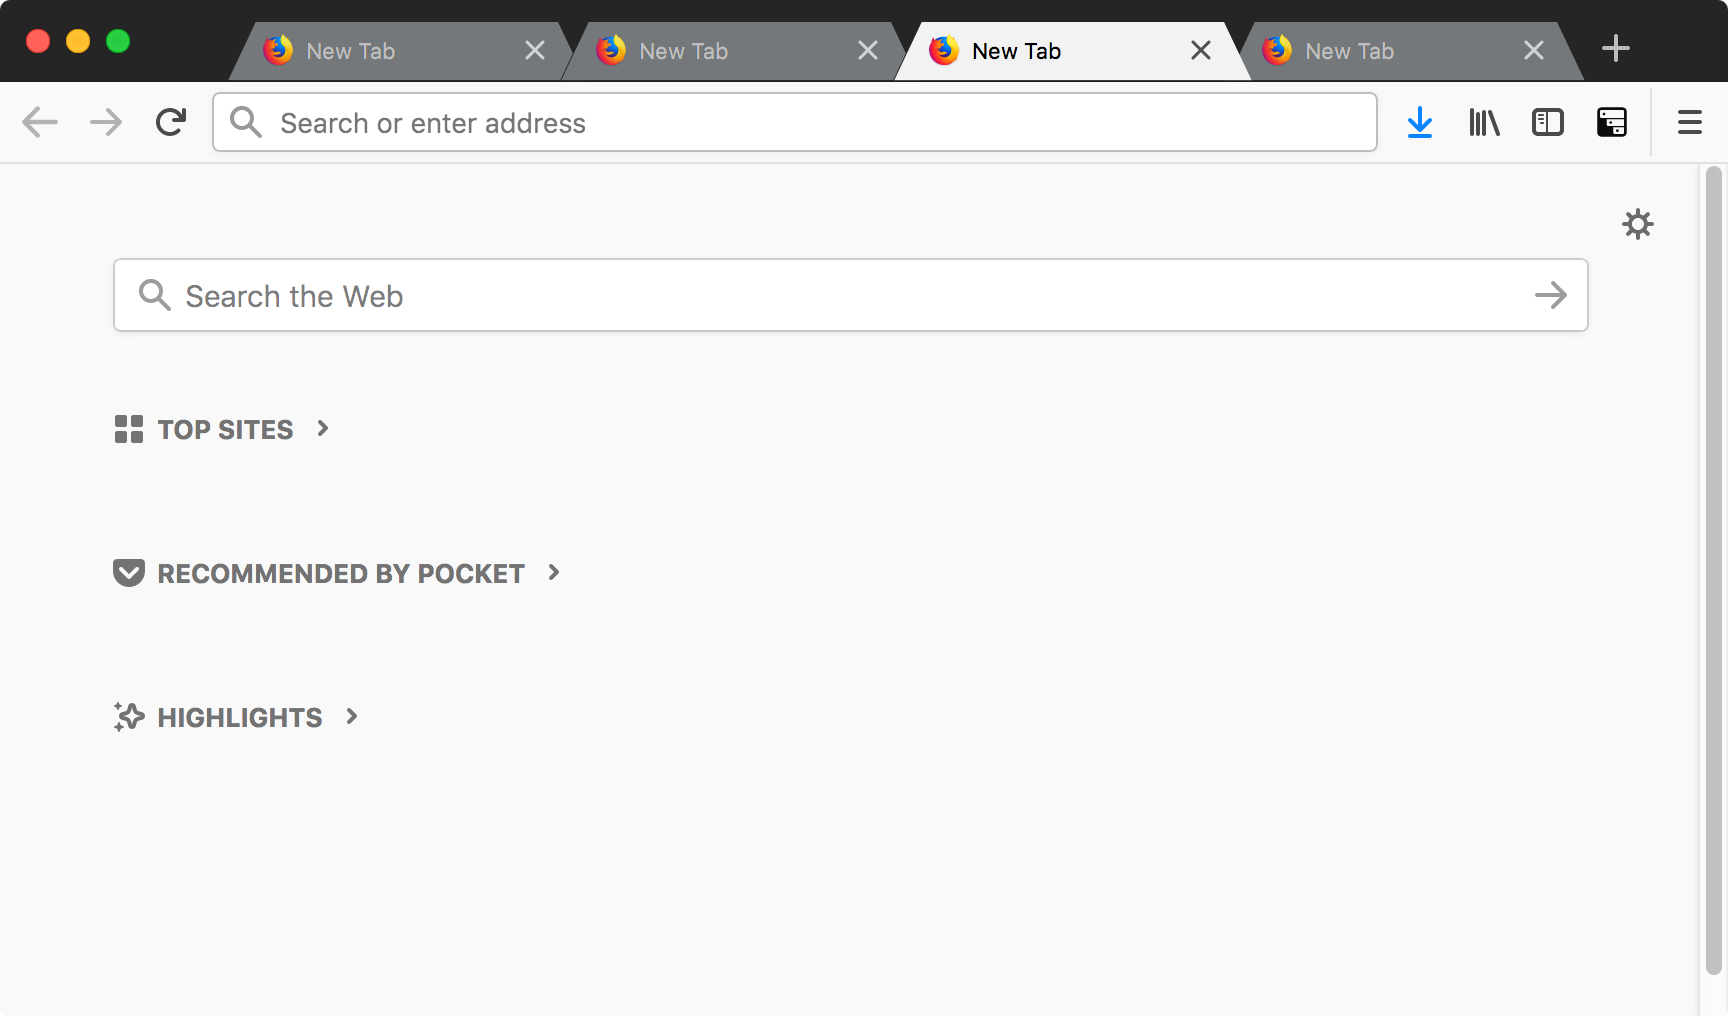 New Tab
New Tab
New Tab
New Tab
Search or enter address
Search the Web
TOP SITES
RECOMMENDED BY POCKET
HIGHLIGHTS